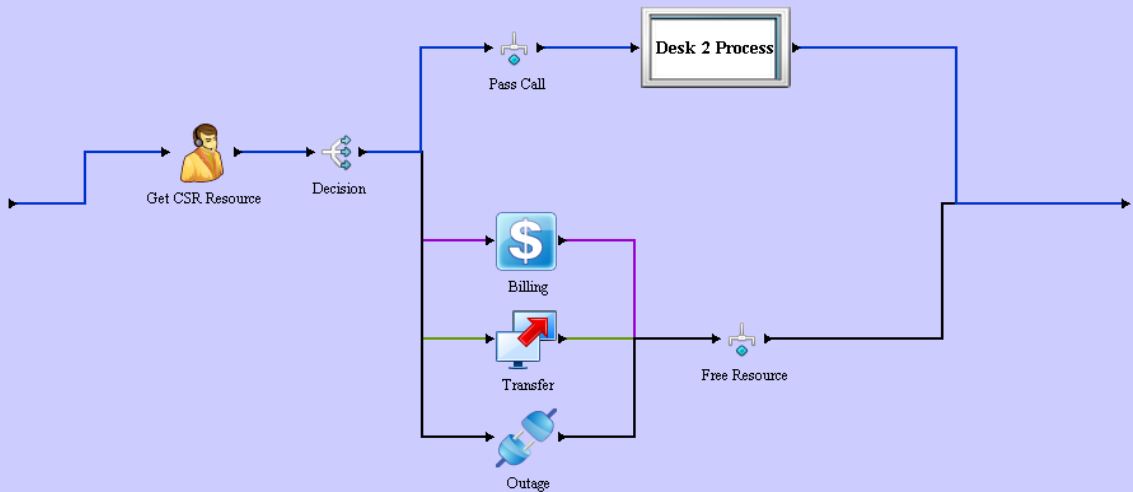 Desk 2 Process
Pass Call
Get CSR Resource
Decision
$
Billing
Transfer
Free Resource
Outage